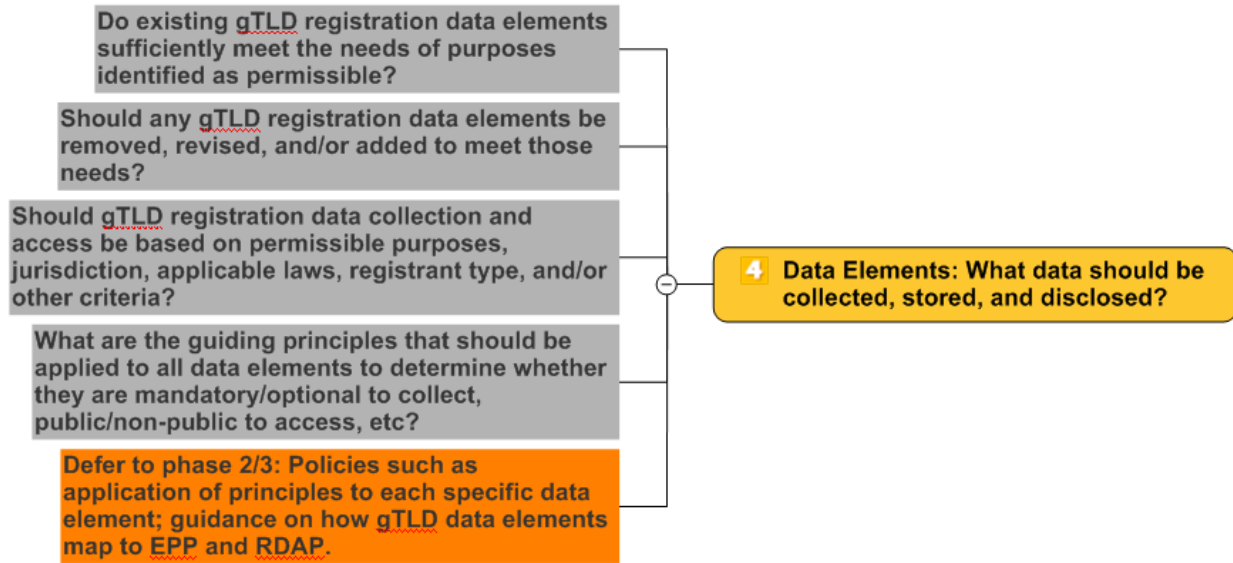 Do existing gTLD registration data elements
sufficiently meet the needs of purposes
identified as permissible?
Should any gTLD registration data elements be
removed, revised, and/or added to meet those
needs?
Should gTLD registration data collection and
access be based on permissible purposes,
jurisdiction, applicable laws, registrant type, and/or
other criteria?
What are the guiding principles that should be
applied to all data elements to determine whether
they are mandatory/optional to collect,
public/non-public to access, etc?
Defer to phase 2/3: Policies such as
application of principles to each specific data
element; guidance on how gTLD data elements
map to EPP and RDAP.
4 Data Elements: What data should be
collected, stored, and disclosed?